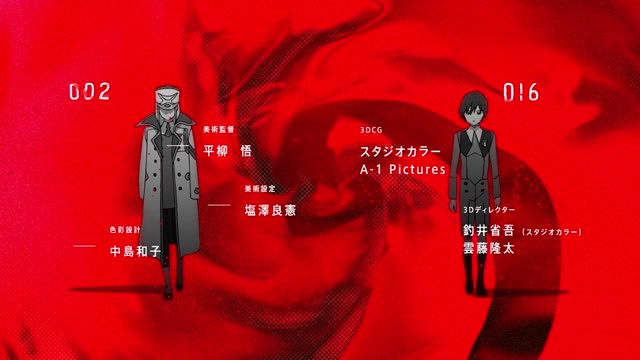 002
美術監督
平柳 悟
美術設定
塩澤良憲
色彩設計
中島和子
016
3DCG
スタジオカラー
A-1 Pictures
3Dディレクター
釣井省吾 (スタジオカラー)
雲藤隆太